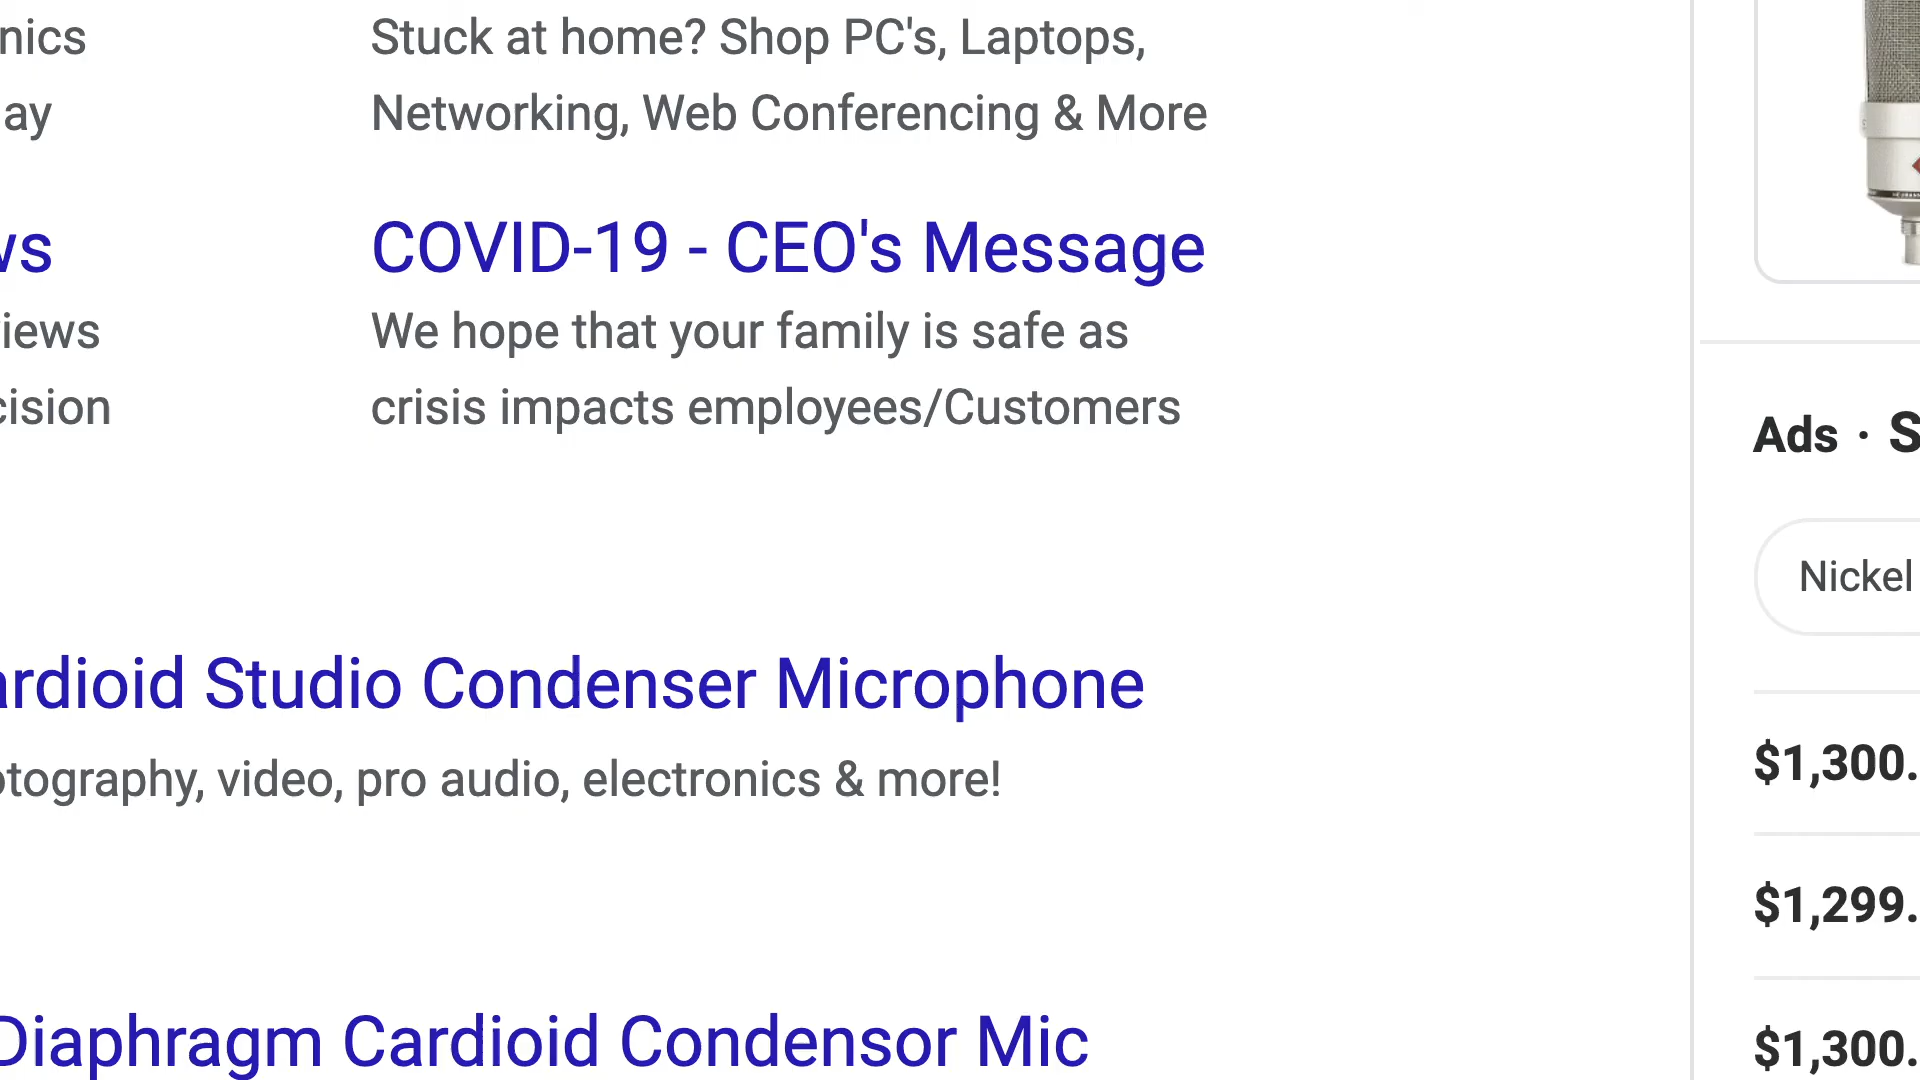 nics
ay
Stuck at home? Shop PC's, Laptops,
Networking, Web Conferencing & More
ws
iews
cision
COVID-19 - CEO's Message
We hope that your family is safe as
crisis impacts employees/Customers
ardioid Studio Condenser Microphone
otography, video, pro audio, electronics & more!
Diaphragm Cardioid Condensor Mic
Ads · S
Nickel
$1,300.
$1,299.
$1,300.